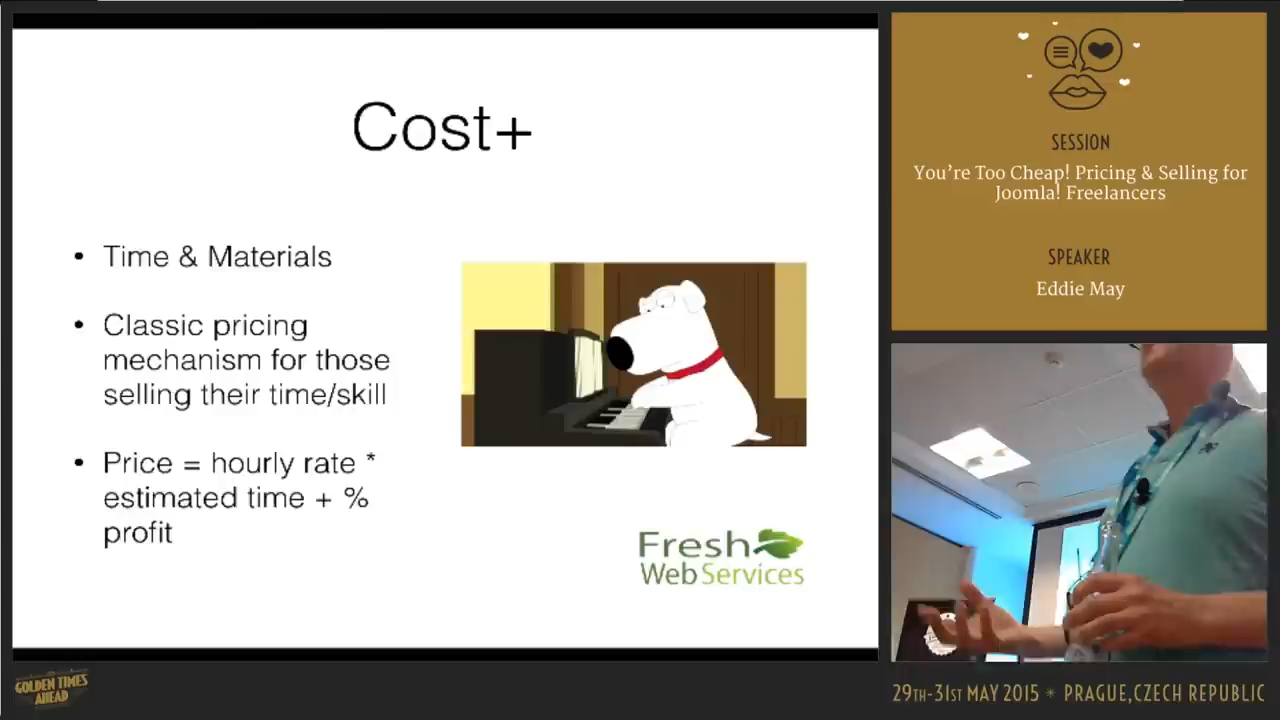 Cost+
• Time & Materials
• Classic pricing
mechanism for those
selling their time/skill
• Price = hourly rate *
estimated time + %
profit
Fresh
Web Services
SESSION
You're Too Cheap! Pricing & Selling for
Joomla! Freelancers
SPEAKER
Eddie May
GOLDEN TIMES
AHEAD
29TH-31ST MAY 2015 * PRAGUE, CZECH REPUBLIC